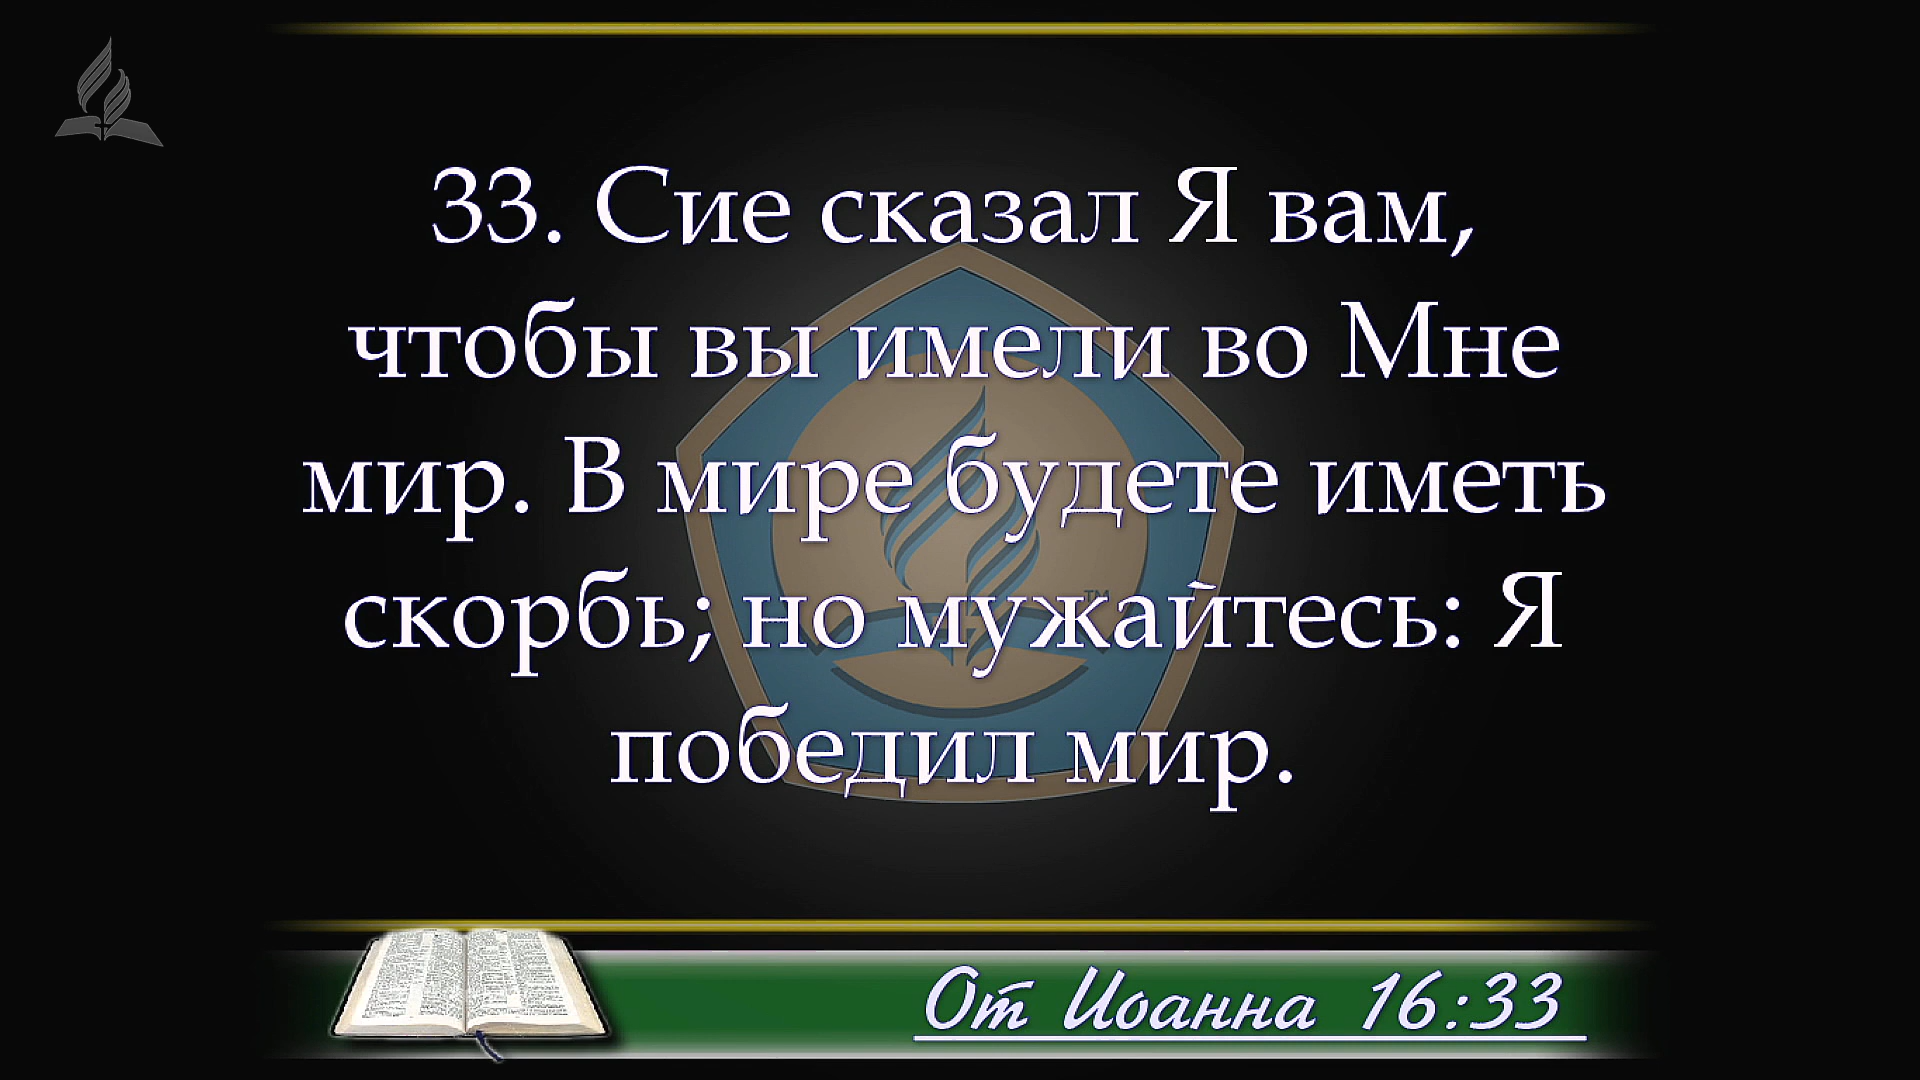 33. Сие сказал Я вам,
чтобы вы имели во Мне
мир. В мире будете иметь
скорбь; но мужайтесь: Я
победил мир.
TM
От Иоанна 16:33